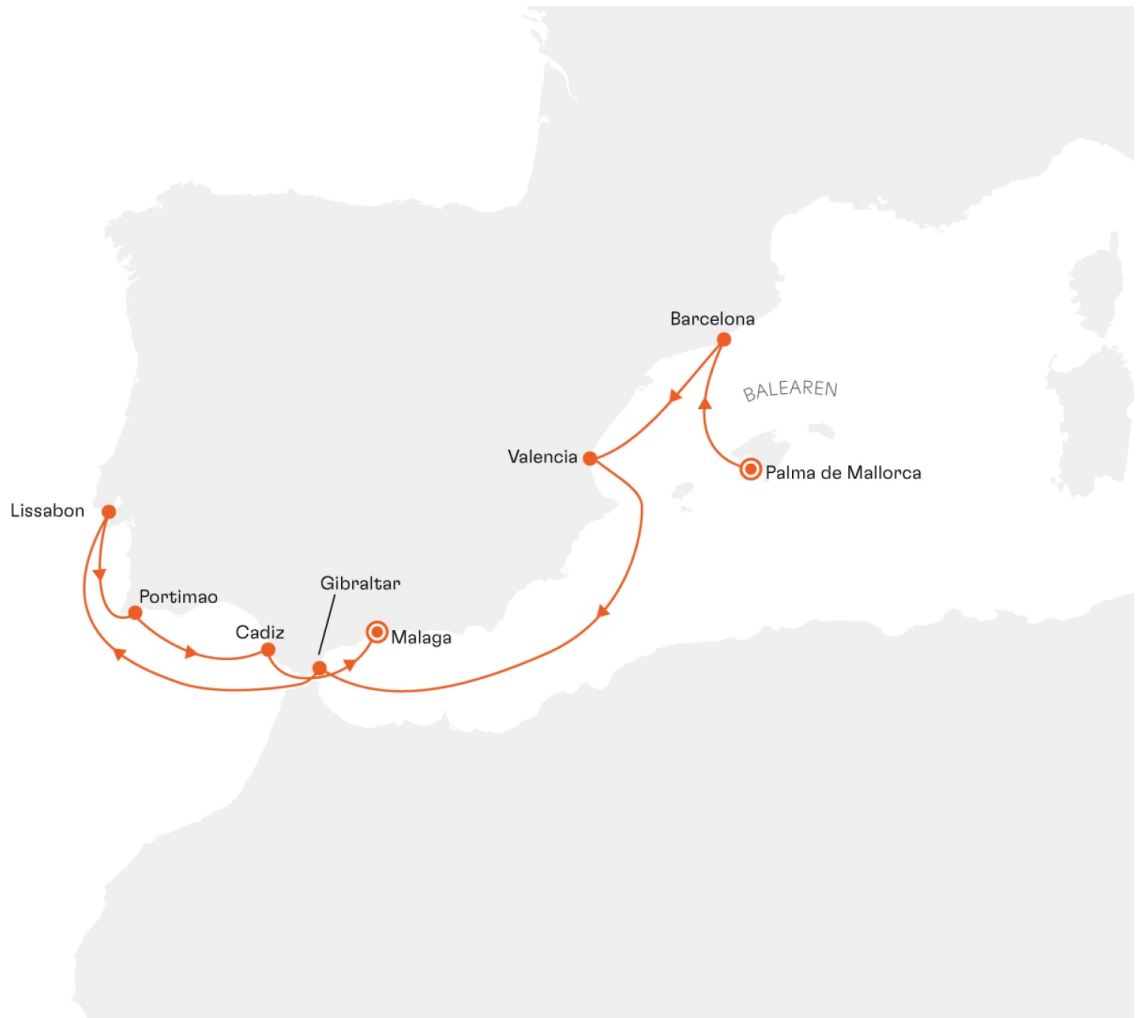 Barcelona
BALEAREN
Valencia
Palma de Mallorca
Lissabon
Gibraltar
Portimao
Cadiz
Malaga